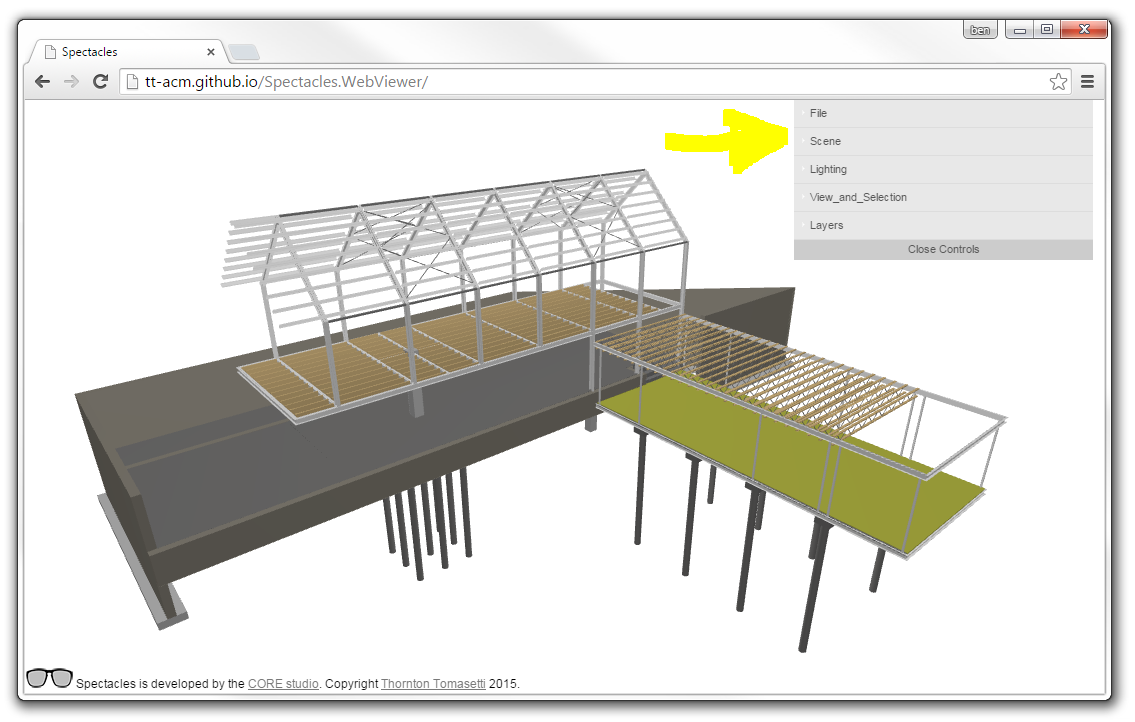 ben
Spectacles
tt-acm.github.io/Spectacles.WebViewer/
File
Scene
Lighting
View_and_Selection
Layers
Close Controls
Spectacles is developed by the CORE studio. Copyright Thornton Tomasetti 2015.